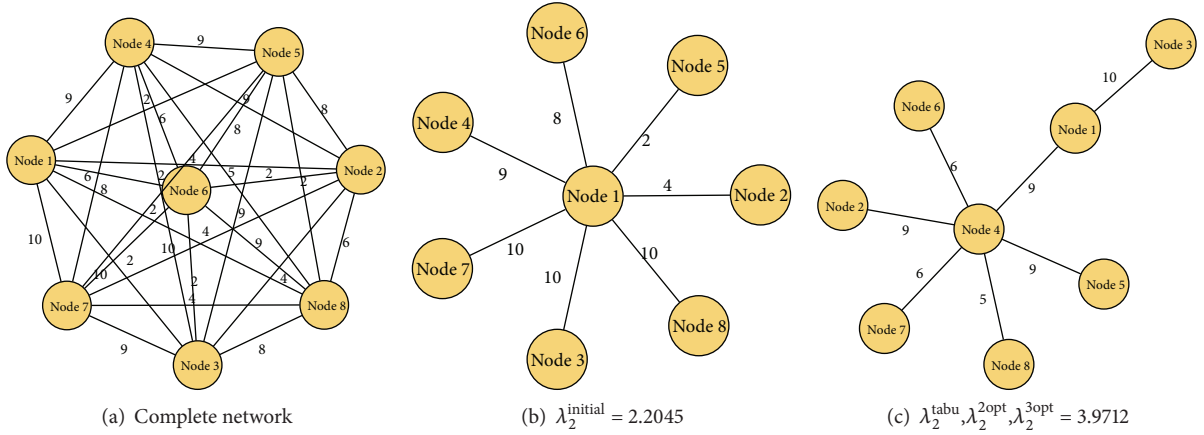 Node 4
9
Node 5
9
2
6
9
8
8
Node 1
4
Node 2
6
8
2
Node 6
5
2
2
2
9
10
4
9
6
2
10
10
2
4
4
Node 7
Node 8
9
8
Node 3
(a) Complete network
Node 6
Node 5
8
2
Node 4
9
Node 1
4
Node 2
10
10
Node 7
10
Node 8
Node 3
(b) λ₂^initial = 2.2045
Node 3
10
Node 6
Node 1
6
9
Node 2
9
Node 4
9
Node 5
6
5
Node 7
Node 8
(c) λ₂^tabu,λ₂^2opt,λ₂^3opt = 3.9712